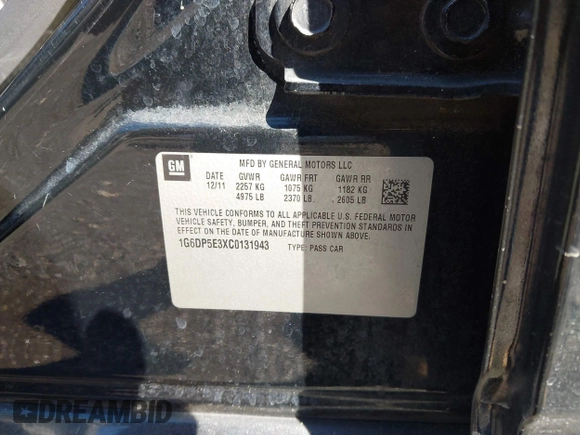 GM
MFD BY GENERAL MOTORS LLC
DATE GVWR GAWR FRT GAWR RR
12/11 2257 KG 1075 KG 1182 KG
4975 LB 2370 LB. 2605 LB
THIS VEHICLE CONFORMS TO ALL APPLICABLE U.S. FEDERAL MOTOR
VEHICLE SAFETY, BUMPER, AND THEFT PREVENTION STANDARDS IN
EFFECT ON THE DATE OF MANUFACTURE SHOWN ABOVE.
1G6DP5E3XC0131943 TYPE: PASS CAR
DREAMBID